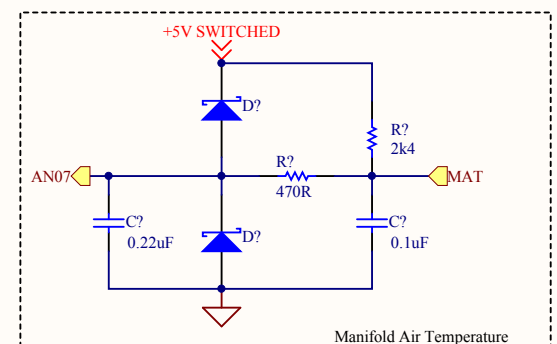 +5V SWITCHED
D?
R?
2k4
AN07
R?
470R
MAT
C?
0.22uF
D?
C?
0.1uF
Manifold Air Temperature